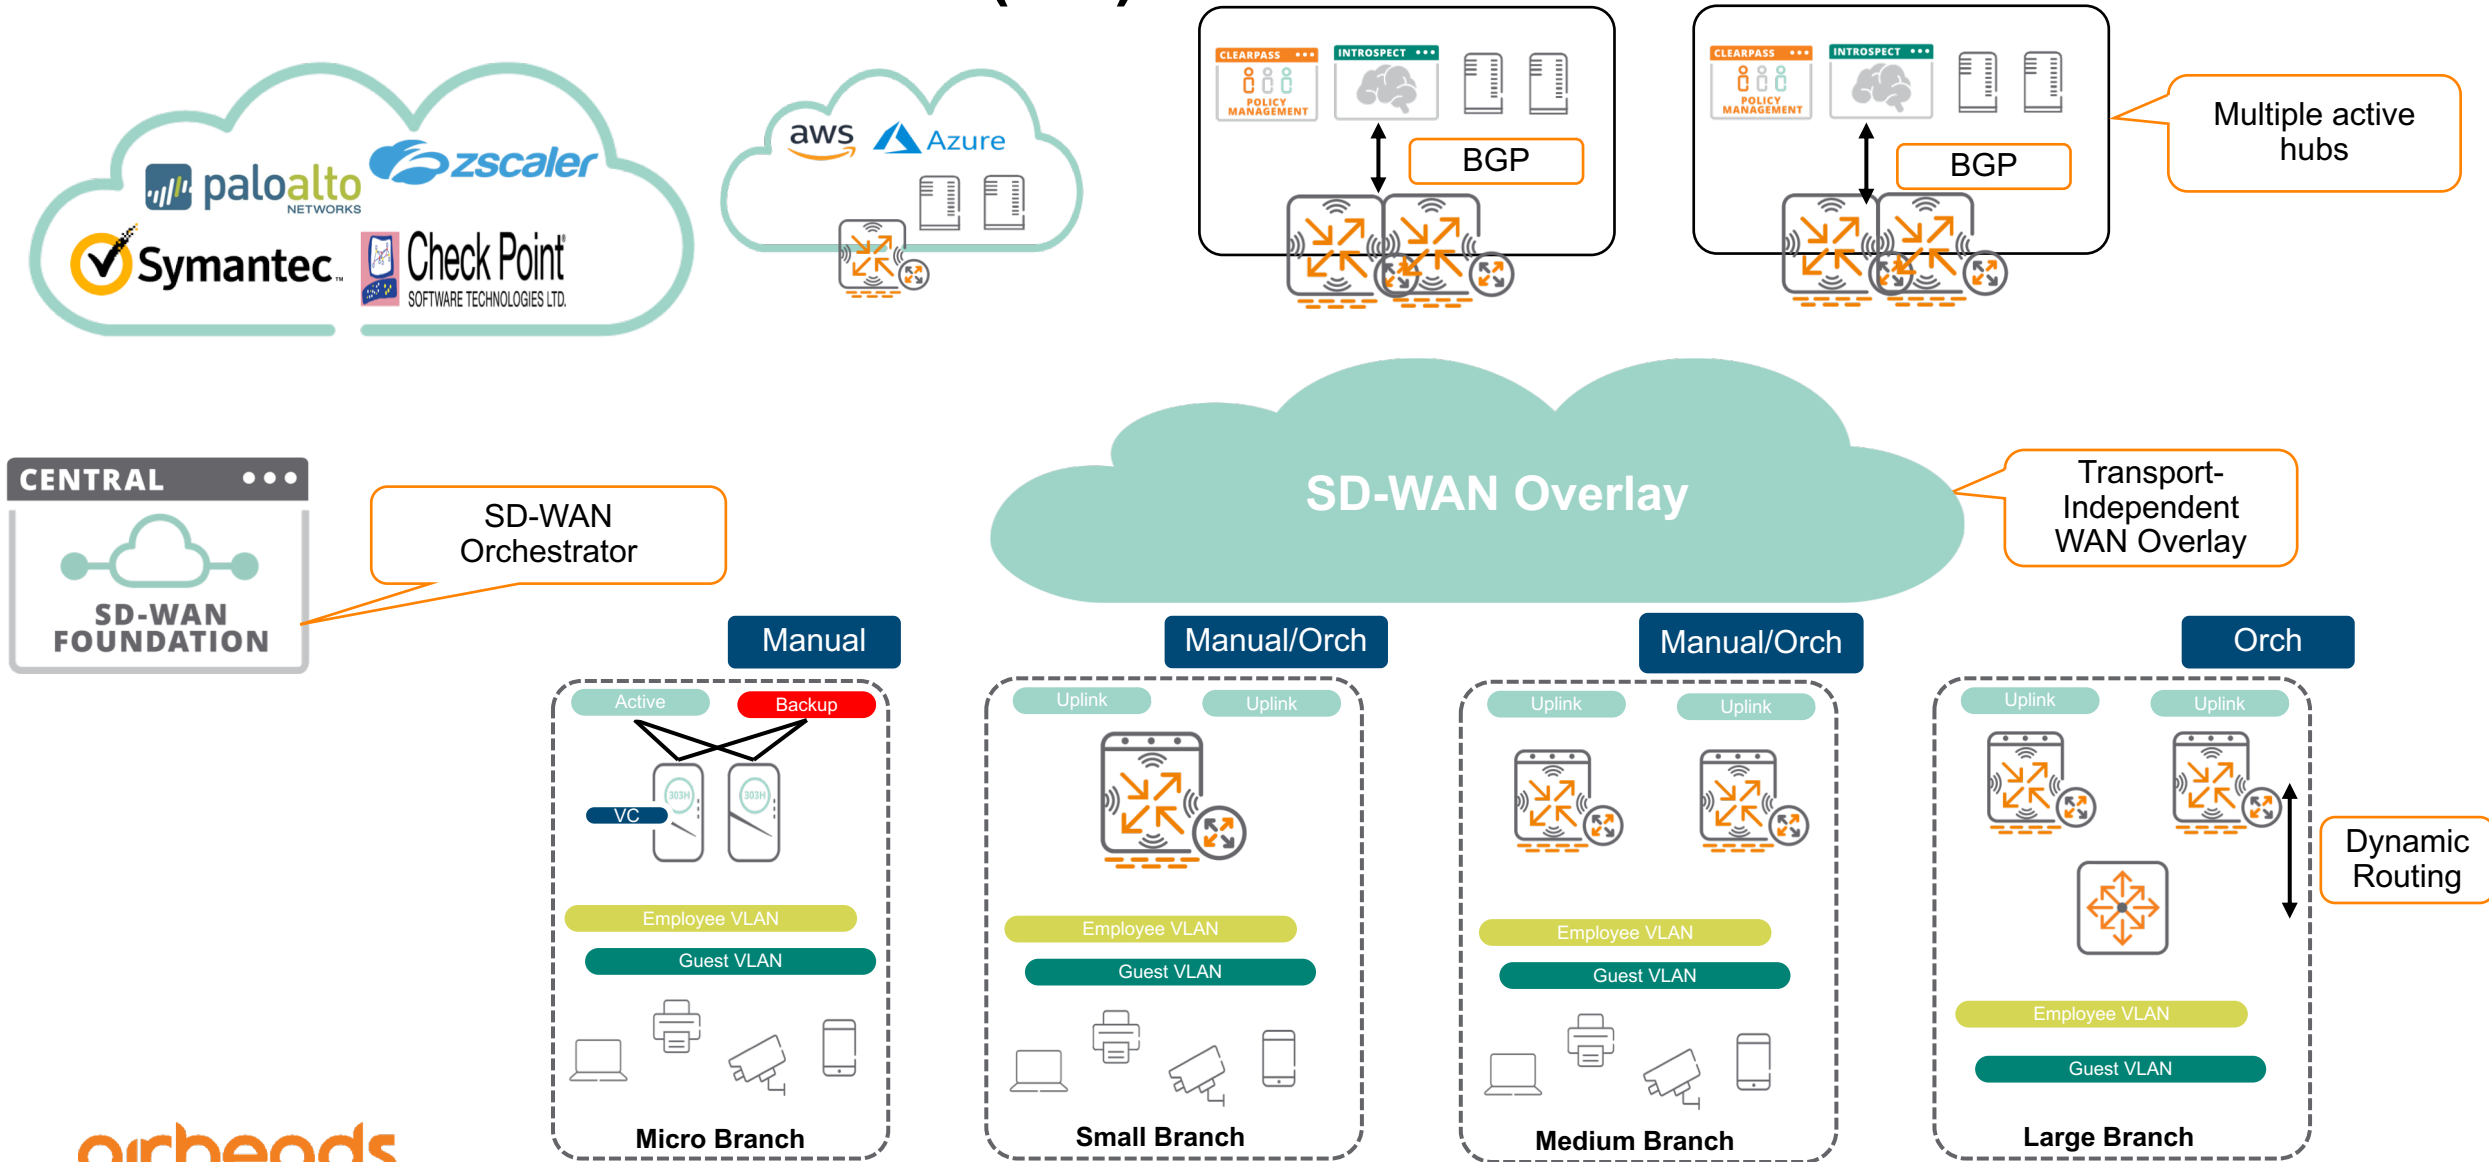 CLEARPASS
POLICY
MANAGEMENT
INTROSPECT
BGP
CLEARPASS
POLICY
MANAGEMENT
INTROSPECT
BGP
Multiple active
hubs
paloalto
NETWORKS
zscaler
Symantec
Check Point
SOFTWARE TECHNOLOGIES LTD.
aws
Azure
CENTRAL
SD-WAN
FOUNDATION
SD-WAN
Orchestrator
SD-WAN Overlay
Transport-
Independent
WAN Overlay
Manual
Manual/Orch
Manual/Orch
Orch
Active
Backup
303H
303H
VC
Employee VLAN
Guest VLAN
Micro Branch
Uplink
Uplink
Employee VLAN
Guest VLAN
Small Branch
Uplink
Uplink
Employee VLAN
Guest VLAN
Medium Branch
Uplink
Uplink
Dynamic
Routing
Employee VLAN
Guest VLAN
Large Branch
airheads